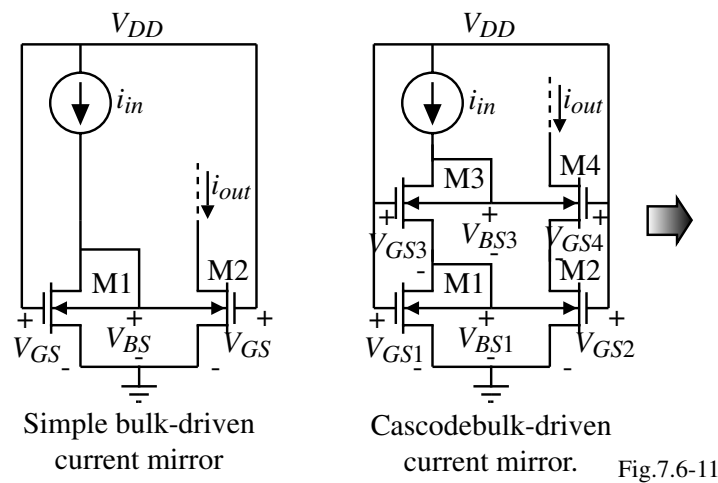 VDD
iin
iout
M1
M2
+
VGS
-
+
VBS
-
+
VGS
-
Simple bulk-driven
current mirror
VDD
iin
iout
M3
M4
+
VGS3
-
+
VBS3
-
+
VGS4
-
M1
M2
+
VGS1
-
+
VBS1
-
+
VGS2
-
Cascodebulk-driven
current mirror.
Fig.7.6-11